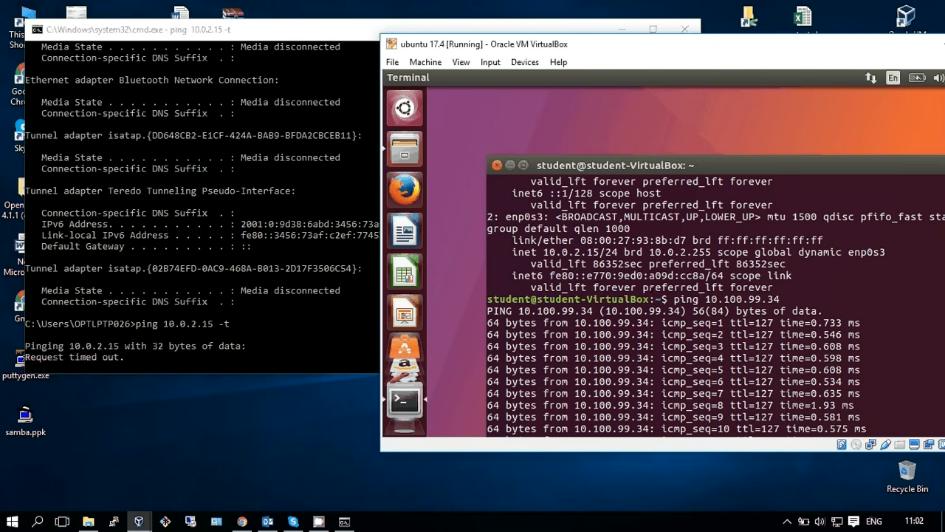 C:\Windows\system32\cmd.exe - ping 10.0.2.15 -t
Media State . . . . . . . . . . . : Media disconnected
Connection-specific DNS Suffix . :
Ethernet adapter Bluetooth Network Connection:
Media State . . . . . . . . . . . : Media disconnected
Connection-specific DNS Suffix . :
Tunnel adapter isatap.{DD648CB2-E1CF-424A-BAB9-BFDA2CBCEB11}:
Media State . . . . . . . . . . . : Media disconnected
Connection-specific DNS Suffix . :
Tunnel adapter Teredo Tunneling Pseudo-Interface:
Connection-specific DNS Suffix . :
IPv6 Address. . . . . . . . . . . : 2001:0:9d38:6abd:3456:73a
Link-local IPv6 Address . . . . . : fe80::3456:73af:c2ef:7745
Default Gateway . . . . . . . . . : ::
Tunnel adapter isatap.{02B74EFD-0AC9-468A-B013-2D17F3506C54}:
Media State . . . . . . . . . . . : Media disconnected
Connection-specific DNS Suffix . :
C:\Users\OPTLPTP026>ping 10.0.2.15 -t
Pinging 10.0.2.15 with 32 bytes of data:
Request timed out.
puttygen.exe
samba.ppk
ubuntu 17.4 [Running] - Oracle VM VirtualBox
File Machine View Input Devices Help
Terminal
En
student@student-VirtualBox: ~
valid_lft forever preferred_lft forever
inet6 ::1/128 scope host
valid_lft forever preferred_lft forever
2: enp0s3: <BROADCAST,MULTICAST,UP,LOWER_UP> mtu 1500 qdisc pfifo_fast sta
group default qlen 1000
link/ether 08:00:27:93:8b:d7 brd ff:ff:ff:ff:ff:ff
inet 10.0.2.15/24 brd 10.0.2.255 scope global dynamic enp0s3
valid_lft 86352sec preferred_lft 86352sec
inet6 fe80::e770:9ed0:a09d:cc8a/64 scope link
valid_lft forever preferred_lft forever
student@student-VirtualBox:~$ ping 10.100.99.34
PING 10.100.99.34 (10.100.99.34) 56(84) bytes of data.
64 bytes from 10.100.99.34: icmp_seq=1 ttl=127 time=0.733 ms
64 bytes from 10.100.99.34: icmp_seq=2 ttl=127 time=0.546 ms
64 bytes from 10.100.99.34: icmp_seq=3 ttl=127 time=0.608 ms
64 bytes from 10.100.99.34: icmp_seq=4 ttl=127 time=0.598 ms
64 bytes from 10.100.99.34: icmp_seq=5 ttl=127 time=0.608 ms
64 bytes from 10.100.99.34: icmp_seq=6 ttl=127 time=0.534 ms
64 bytes from 10.100.99.34: icmp_seq=7 ttl=127 time=0.635 ms
64 bytes from 10.100.99.34: icmp_seq=8 ttl=127 time=1.93 ms
64 bytes from 10.100.99.34: icmp_seq=9 ttl=127 time=0.581 ms
64 bytes from 10.100.99.34: icmp_seq=10 ttl=127 time=0.575 ms
Recycle Bin
ENG
11:02